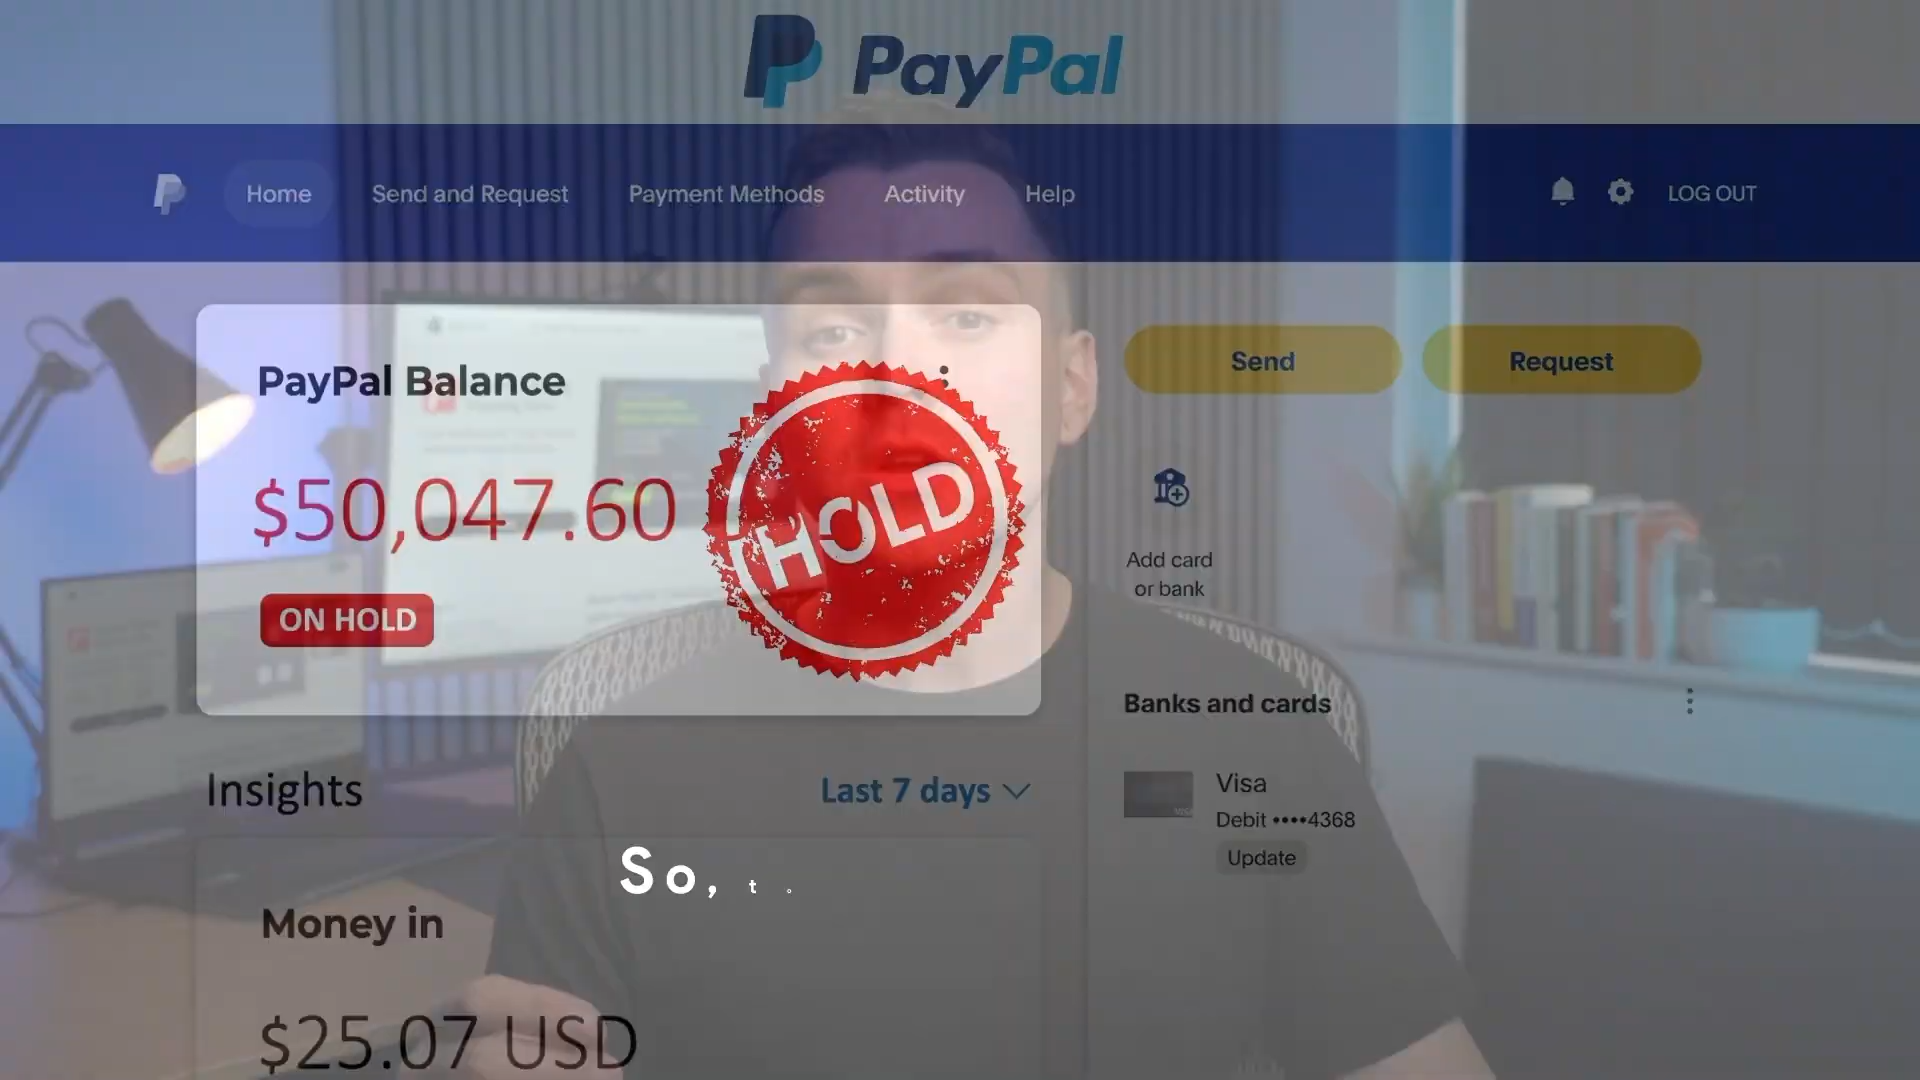 PayPal
Home
Send and Request
Payment Methods
Activity
Help
LOG OUT
PayPal Balance
$50,047.60
ON HOLD
HOLD
Send
Request
Add card
or bank
Banks and cards
Visa
Debit ••••4368
Update
Insights
Last 7 days
Money in
$25.07 USD
So, t